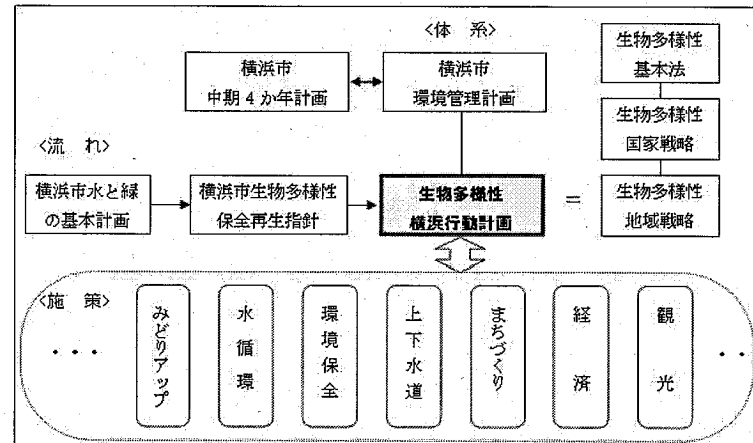 <体 系>
横浜市
中期4か年計画
横浜市
環境管理計画
生物多様性
基本法
生物多様性
国家戦略
生物多様性
地域戦略
<流 れ>
横浜市水と緑
の基本計画
横浜市生物多様性
保全再生指針
生物多様性
横浜行動計画
=
<施 策>
・・・
みどりアップ
水循環
環境保全
上下水道
まちづくり
経済
観光
・・